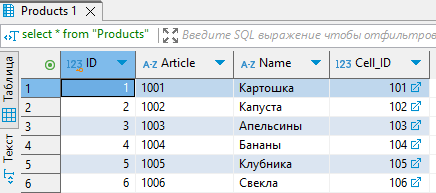 Products 1
select * from "Products"
Введите SQL выражение чтобы отфильтров
Таблица
Текст
123 ID A-Z Article A-Z Name 123 Cell_ID
1 1 1001 Картошка 101
2 2 1002 Капуста 102
3 3 1003 Апельсины 103
4 4 1004 Бананы 104
5 5 1005 Клубника 105
6 6 1006 Свекла 106